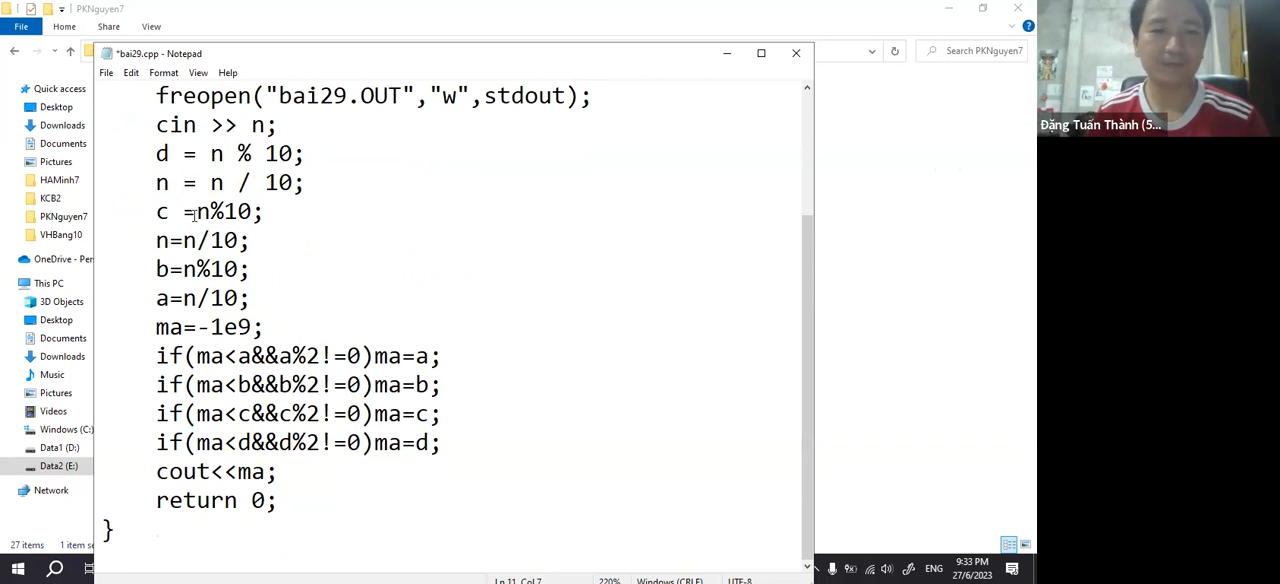 PKNguyen7
File Home Share View
Search PKNguyen7
*bai29.cpp - Notepad
File Edit Format View Help
Quick access
Desktop
Downloads
Documents
Pictures
HAMinh7
KCB2
PKNguyen7
VHBang10
OneDrive - Pers
This PC
3D Objects
Desktop
Documents
Downloads
Music
Pictures
Videos
Windows (C:)
Data1 (D:)
Data2 (E:)
Network
27 items 1 item se
freopen("bai29.OUT","w",stdout);
cin >> n;
d = n % 10;
n = n / 10;
c =n%10;
n=n/10;
b=n%10;
a=n/10;
ma=-1e9;
if(ma<a&&a%2!=0)ma=a;
if(ma<b&&b%2!=0)ma=b;
if(ma<c&&c%2!=0)ma=c;
if(ma<d&&d%2!=0)ma=d;
cout<<ma;
return 0;
}
Ln 11, Col 7 220% Windows (CRLF) UTF-8
Đặng Tuấn Thành (5...
ENG
9:33 PM
27/6/2023